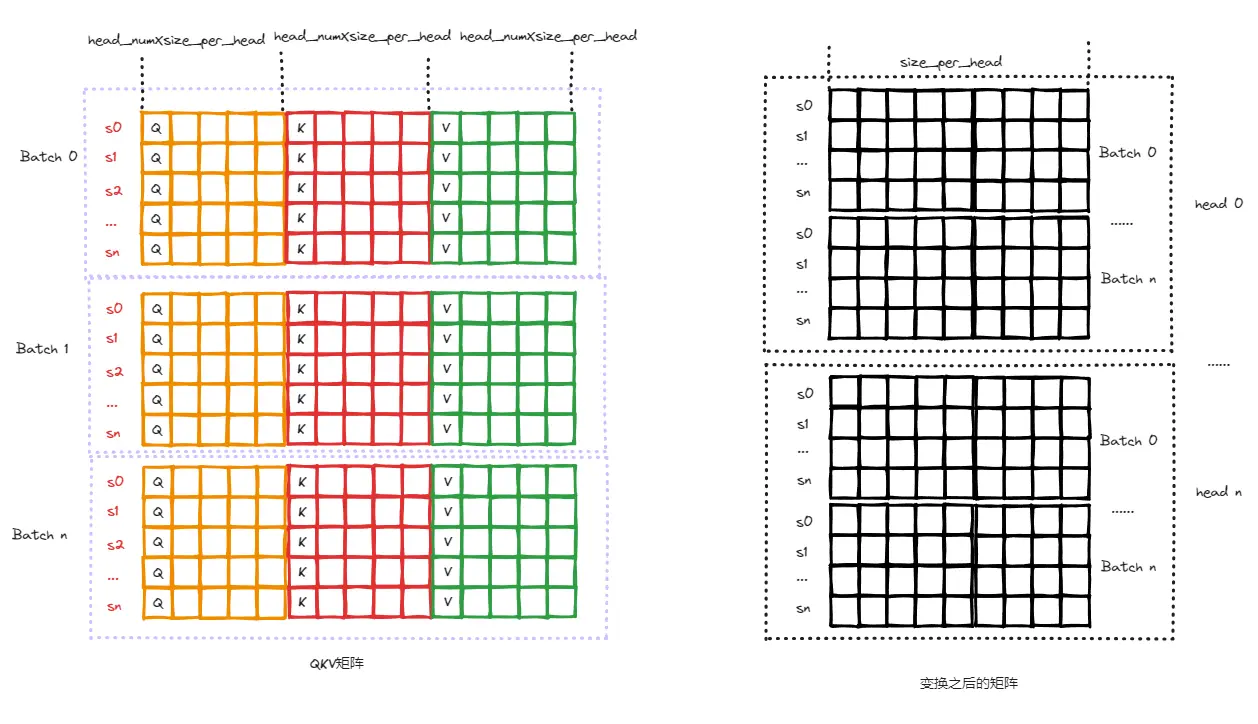 head_numXsize_per_head head_numXsize_per_head head_numXsize_per_head
Batch 0
s0 Q K V
s1 Q K V
s2 Q K V
... Q K V
sn Q K V
Batch 1
s0 Q K V
s1 Q K V
s2 Q K V
... Q K V
sn Q K V
Batch n
s0 Q K V
s1 Q K V
s2 Q K V
... Q K V
sn Q K V
QKV矩阵
size_per_head
s0
s1
...
sn
Batch 0
......
s0
s1
...
sn
Batch n
head 0
......
s0
s1
...
sn
Batch 0
......
s0
s1
...
sn
Batch n
head n
变换之后的矩阵